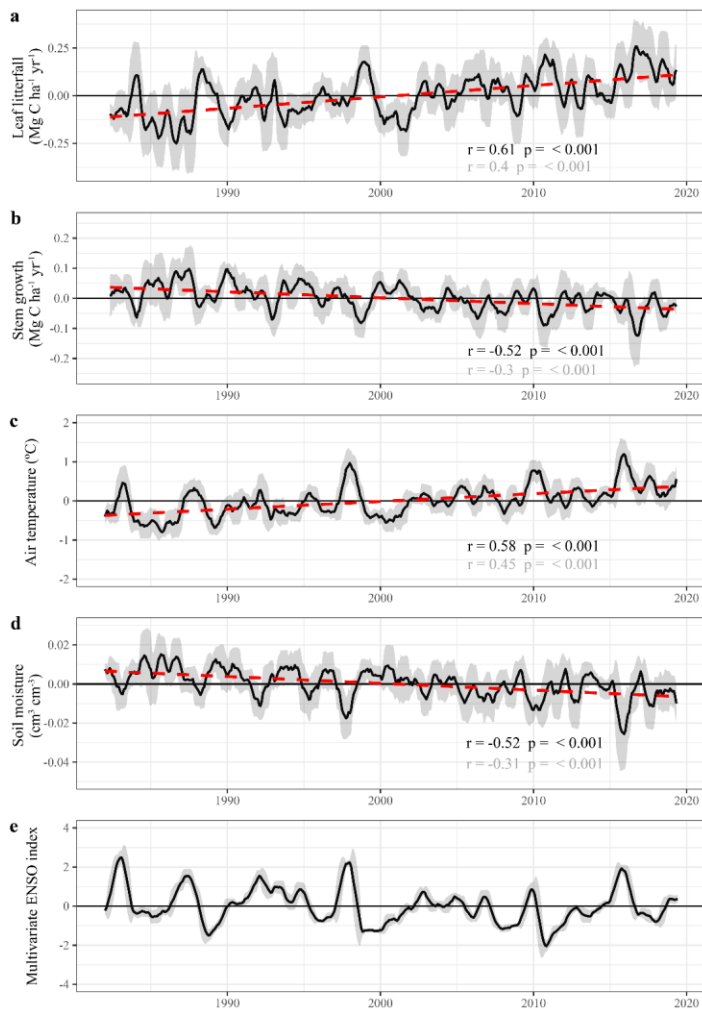 a
Leaf litterfall
(Mg C ha⁻¹ yr⁻¹)
0.25
0.00
-0.25
r = 0.61 p = < 0.001
r = 0.4 p = < 0.001
1990
2000
2010
2020
b
Stem growth
(Mg C ha⁻¹ yr⁻¹)
0.2
0.1
0.0
-0.1
-0.2
r = -0.52 p = < 0.001
r = -0.3 p = < 0.001
1990
2000
2010
2020
c
Air temperature (°C)
2
1
0
-1
-2
r = 0.58 p = < 0.001
r = 0.45 p = < 0.001
1990
2000
2010
2020
d
Soil moisture
(cm³ cm⁻³)
0.02
0.00
-0.02
-0.04
r = -0.52 p = < 0.001
r = -0.31 p = < 0.001
1990
2000
2010
2020
e
Multivariate ENSO index
4
2
0
-2
-4
1990
2000
2010
2020